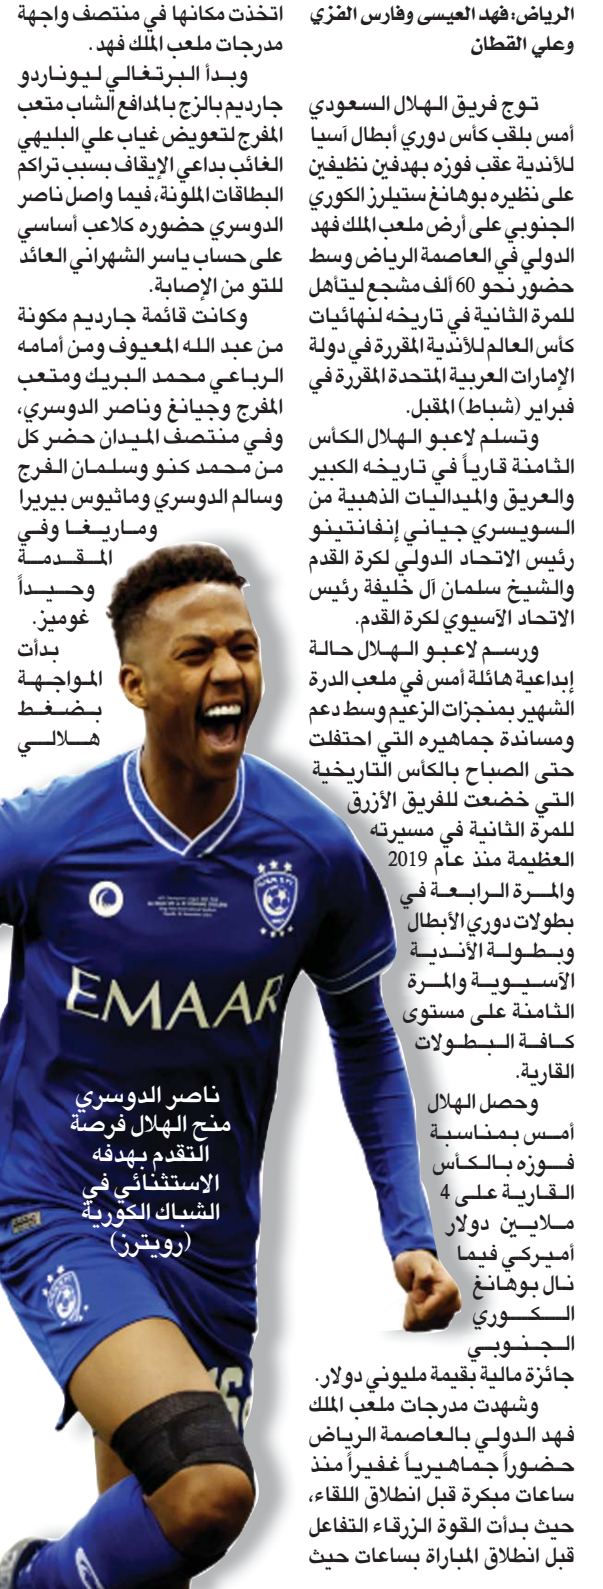 الرياض: فهد العيسى وفارس الفزي
وعلي القطان
توج فريق الهلال السعودي
أمس بلقب كأس دوري أبطال آسيا
للأندية عقب فوزه بهدفين نظيفين
على نظيره بوهانغ ستيلرز الكوري
الجنوبي على أرض ملعب الملك فهد
الدولي في العاصمة الرياض وسط
حضور نحو 60 ألف مشجع ليتأهل
للمرة الثانية في تاريخه لنهائيات
كأس العالم للأندية المقررة في دولة
الإمارات العربية المتحدة المقررة في
فبراير (شباط) المقبل.
وتسلم لاعبو الهلال الكأس
الثامنة قارياً في تاريخه الكبير
والعريق والميداليات الذهبية من
السويسري جياني إنفانتينو
رئيس الاتحاد الدولي لكرة القدم
والشيخ سلمان آل خليفة رئيس
الاتحاد الآسيوي لكرة القدم.
ورسم لاعبو الهلال حالة
إبداعية هائلة أمس في ملعب الدرة
الشهير بمنجزات الزعيم وسط دعم
ومساندة جماهيره التي احتفلت
حتى الصباح بالكأس التاريخية
التي خضعت للفريق الأزرق
للمرة الثانية في مسيرته
العظيمة منذ عام 2019
والمرة الرابعة في
بطولات دوري الأبطال
وبطولة الأندية
الآسيوية والمرة
الثامنة على مستوى
كافة البطولات
القارية.
وحصل الهلال
أمس بمناسبة
فوزه بالكأس
القارية على 4
ملايين دولار
أميركي فيما
نال بوهانغ
الكوري
الجنوبي
جائزة مالية بقيمة مليوني دولار.
وشهدت مدرجات ملعب الملك
فهد الدولي بالعاصمة الرياض
حضوراً جماهيرياً غفيراً منذ
ساعات مبكرة قبل انطلاق اللقاء،
حيث بدأت القوة الزرقاء التفاعل
قبل انطلاق المباراة بساعات حيث
اتخذت مكانها في منتصف واجهة
مدرجات ملعب الملك فهد.
وبدأ البرتغالي ليوناردو
جارديم بالزج بالمدافع الشاب متعب
المفرج لتعويض غياب علي البليهي
الغائب بداعي الإيقاف بسبب تراكم
البطاقات الملونة، فيما واصل ناصر
الدوسري حضوره كلاعب أساسي
على حساب ياسر الشهراني العائد
للتو من الإصابة.
وكانت قائمة جارديم مكونة
من عبد الله المعيوف ومن أمامه
الرباعي محمد البريك ومتعب
المفرج وجيانغ وناصر الدوسري،
وفي منتصف الميدان حضر كل
من محمد كنو وسلمان الفرج
وسالم الدوسري وماثيوس بيريرا
وماريغا وفي
المقدمة
وحيداً
غوميز.
بدأت
المواجهة
بضغط
هلالي
EMAAR
ناصر الدوسري
منح الهلال فرصة
التقدم بهدفه
الاستثنائي في
الشباك الكورية
(رويترز)